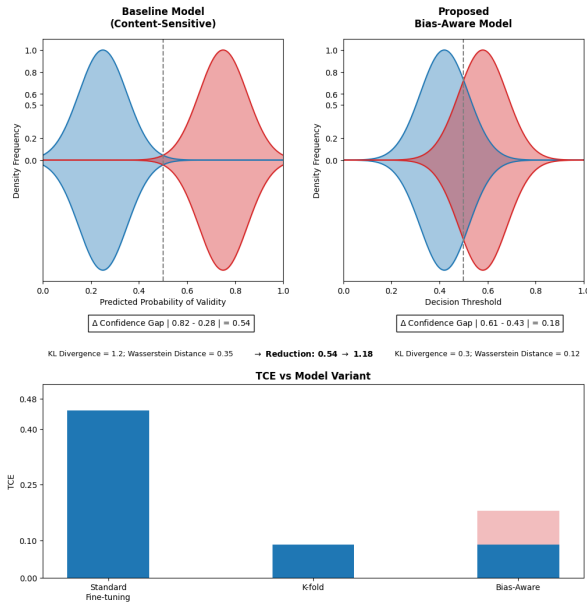 Baseline Model
(Content-Sensitive)
Proposed
Bias-Aware Model
1.0
0.8
0.6
0.5
0.2
0.0
Density Frequency
0.0 0.2 0.4 0.6 0.8 1.0
Predicted Probability of Validity
1.0
0.8
0.6
0.5
0.2
0.0
Density Frequency
0.0 0.2 0.4 0.6 0.8 1.0
Decision Threshold
Δ Confidence Gap | 0.82 - 0.28 | = 0.54
Δ Confidence Gap | 0.61 - 0.43 | = 0.18
KL Divergence = 1.2; Wasserstein Distance = 0.35
→ Reduction: 0.54 → 1.18
KL Divergence = 0.3; Wasserstein Distance = 0.12
TCE vs Model Variant
0.48
0.40
0.25
0.10
0.00
TCE
Standard
Fine-tuning
K-fold
Bias-Aware